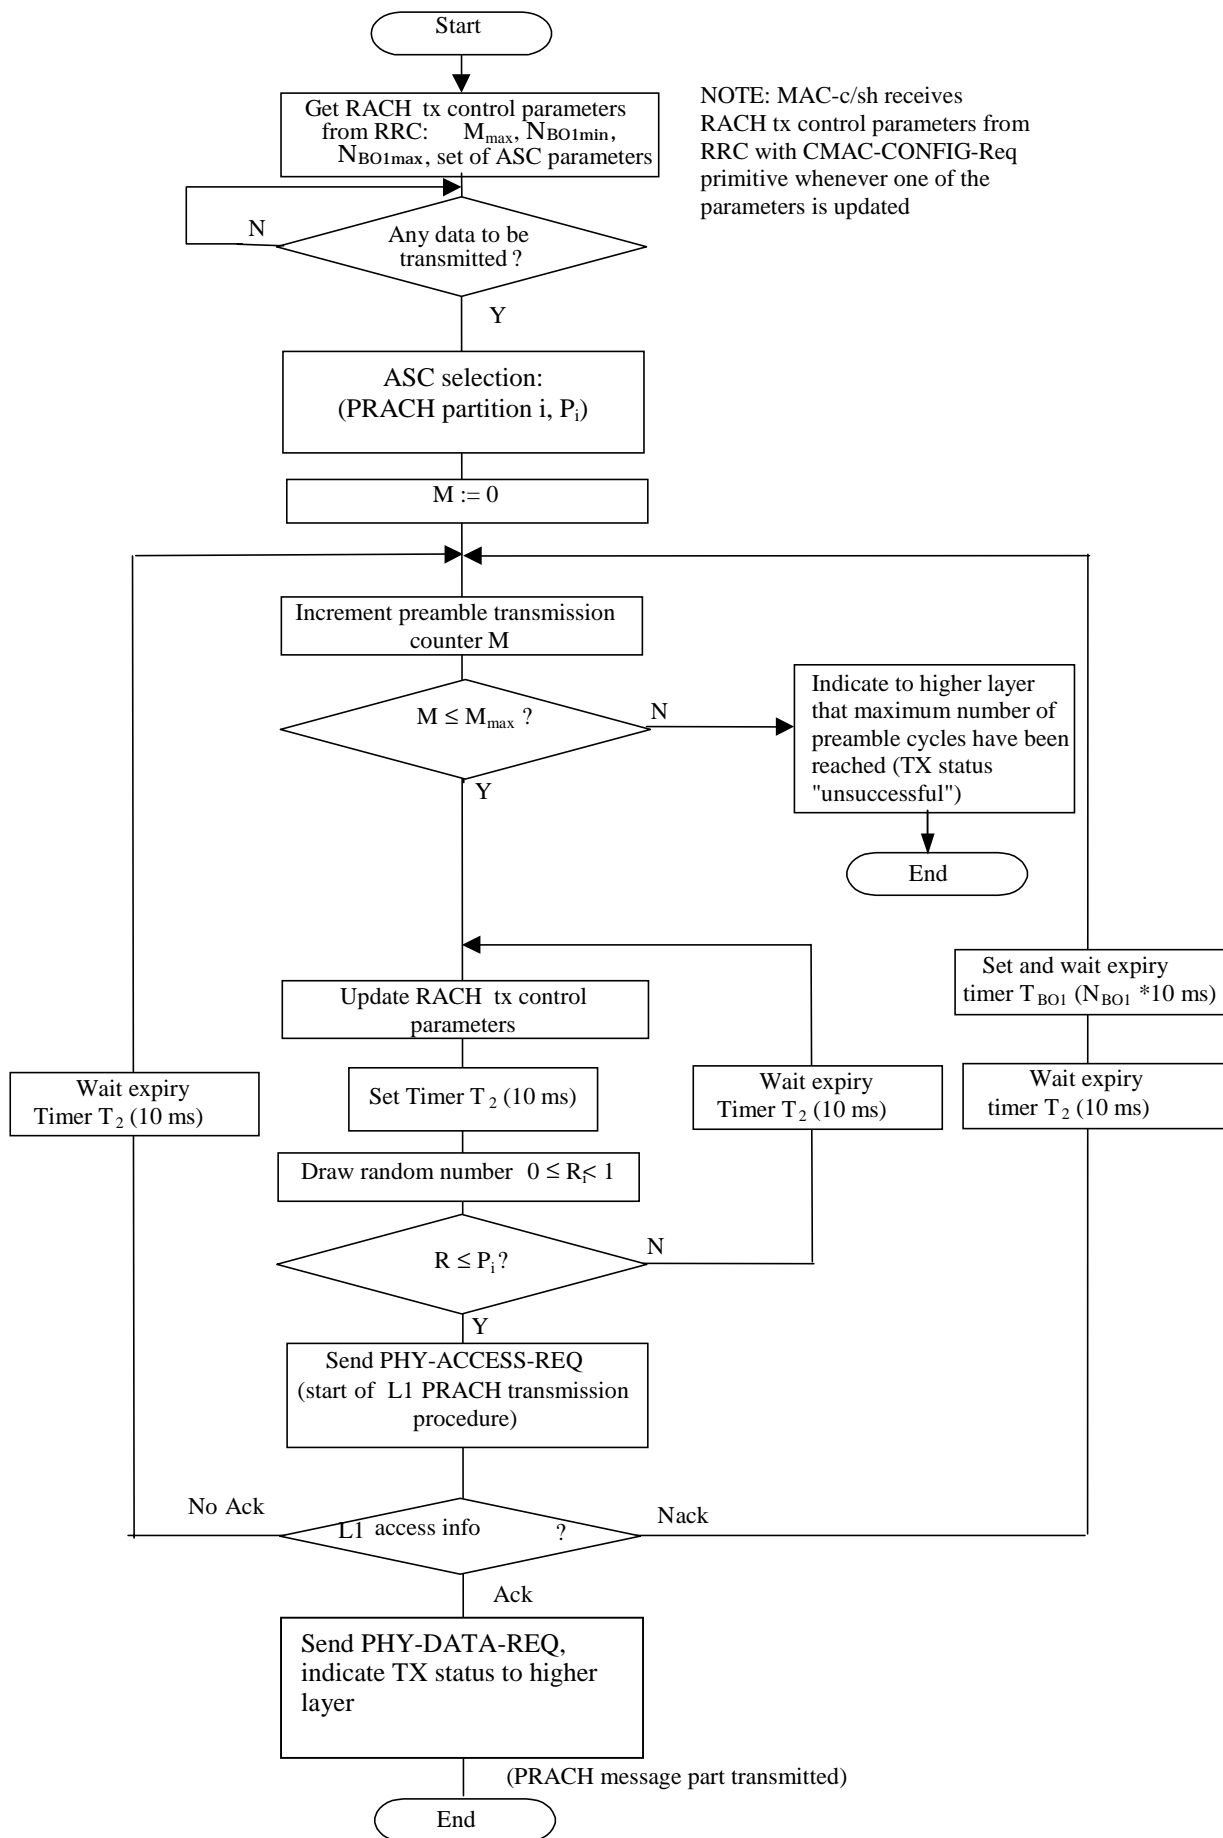 Start
Get RACH tx control parameters
from RRC: Mmax, NBO1min,
NBO1max, set of ASC parameters
NOTE: MAC-c/sh receives
RACH tx control parameters from
RRC with CMAC-CONFIG-Req
primitive whenever one of the
parameters is updated
N
Any data to be
transmitted ?
Y
ASC selection:
(PRACH partition i, Pi)
M := 0
Increment preamble transmission
counter M
M ≤ Mmax ?
N
Y
Indicate to higher layer
that maximum number of
preamble cycles have been
reached (TX status
"unsuccessful")
End
Update RACH tx control
parameters
Set and wait expiry
timer TBO1 (NBO1 *10 ms)
Wait expiry
Timer T2 (10 ms)
Set Timer T2 (10 ms)
Wait expiry
Timer T2 (10 ms)
Wait expiry
timer T2 (10 ms)
Draw random number 0 ≤ Ri< 1
R ≤ Pi ?
N
Y
Send PHY-ACCESS-REQ
(start of L1 PRACH transmission
procedure)
No Ack
L1 access info ?
Nack
Ack
Send PHY-DATA-REQ,
indicate TX status to higher
layer
(PRACH message part transmitted)
End